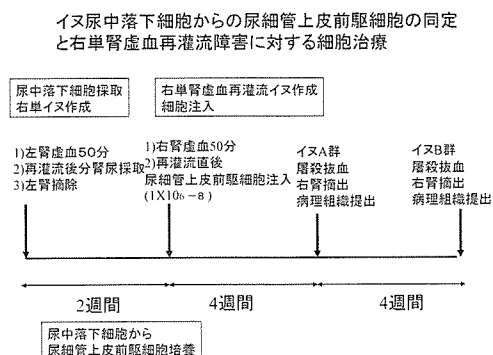 イヌ尿中落下細胞からの尿細管上皮前駆細胞の同定
と右単腎虚血再灌流障害に対する細胞治療
尿中落下細胞採取
右単イヌ作成
右単腎虚血再灌流イヌ作成
細胞注入
1)左腎虚血50分
2)再灌流後分腎尿採取
3)左腎摘除
1)右腎虚血50分
2)再灌流直後
尿細管上皮前駆細胞注入
(1X10６－８)
イヌA群
屠殺抜血
右腎摘出
病理組織提出
イヌB群
屠殺抜血
右腎摘出
病理組織提出
2週間
4週間
4週間
尿中落下細胞から
尿細管上皮前駆細胞培養